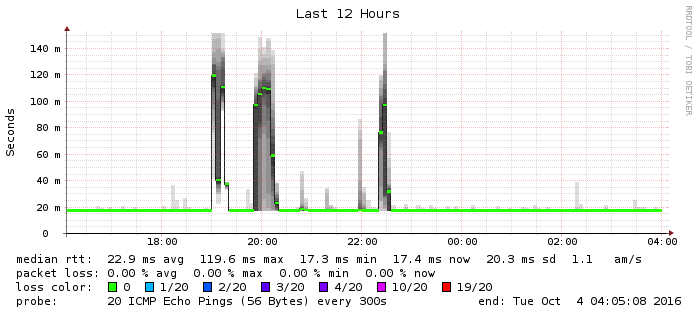 Last 12 Hours
RRDTOOL / TOBI OETIKER
Seconds
140 m
120 m
100 m
80 m
60 m
40 m
20 m
0
18:00 20:00 22:00 00:00 02:00 04:00
median rtt: 22.9 ms avg 119.6 ms max 17.3 ms min 17.4 ms now 20.3 ms sd 1.1 am/s
packet loss: 0.00 % avg 0.00 % max 0.00 % min 0.00 % now
loss color: 0 1/20 2/20 3/20 4/20 10/20 19/20
probe: 20 ICMP Echo Pings (56 Bytes) every 300s end: Tue Oct 4 04:05:08 2016